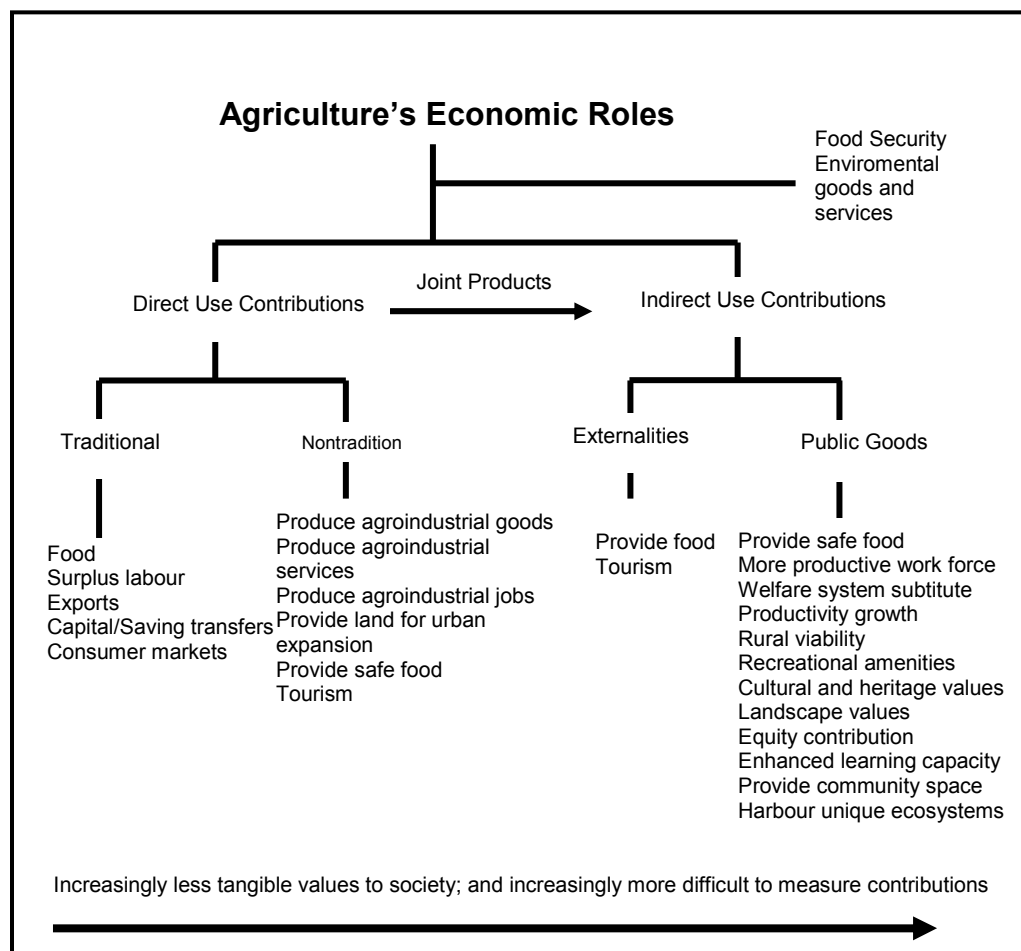 Agriculture's Economic Roles
Food Security
Enviromental
goods and
services
Joint Products
Direct Use Contributions
Indirect Use Contributions
Traditional
Nontradition
Externalities
Public Goods
Food
Surplus labour
Exports
Capital/Saving transfers
Consumer markets
Produce agroindustrial goods
Produce agroindustrial
services
Produce agroindustrial jobs
Provide land for urban
expansion
Provide safe food
Tourism
Provide food
Tourism
Provide safe food
More productive work force
Welfare system subtitute
Productivity growth
Rural viability
Recreational amenities
Cultural and heritage values
Landscape values
Equity contribution
Enhanced learning capacity
Provide community space
Harbour unique ecosystems
Increasingly less tangible values to society; and increasingly more difficult to measure contributions